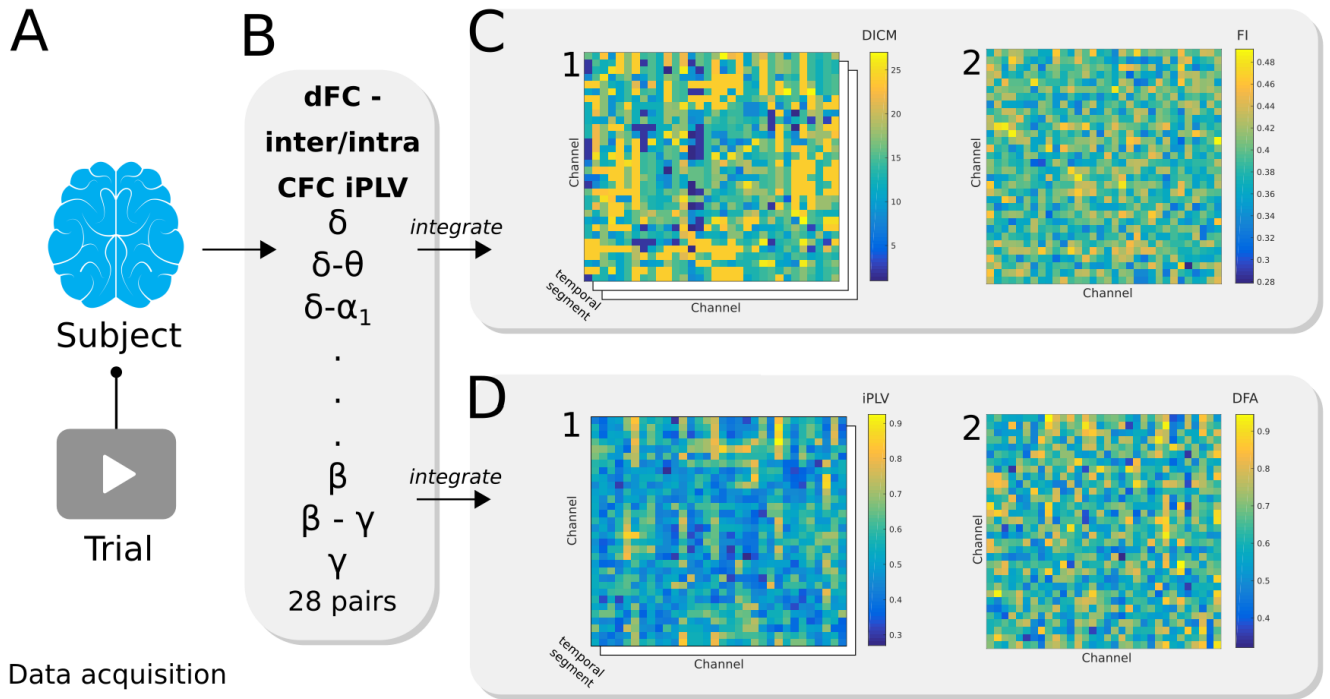 A
Subject
Trial
Data acquisition
B
dFC -
inter/intra
CFC iPLV
δ
δ-θ
δ-α₁
.
.
.
β
β - γ
γ
28 pairs
integrate
integrate
C
1
DICM
25
20
15
10
5
Channel
temporal
segment
Channel
2
FI
0.48
0.46
0.44
0.42
0.4
0.38
0.36
0.34
0.32
0.3
0.28
Channel
Channel
D
1
iPLV
0.9
0.8
0.7
0.6
0.5
0.4
0.3
Channel
temporal
segment
Channel
2
DFA
0.9
0.8
0.7
0.6
0.5
0.4
Channel
Channel